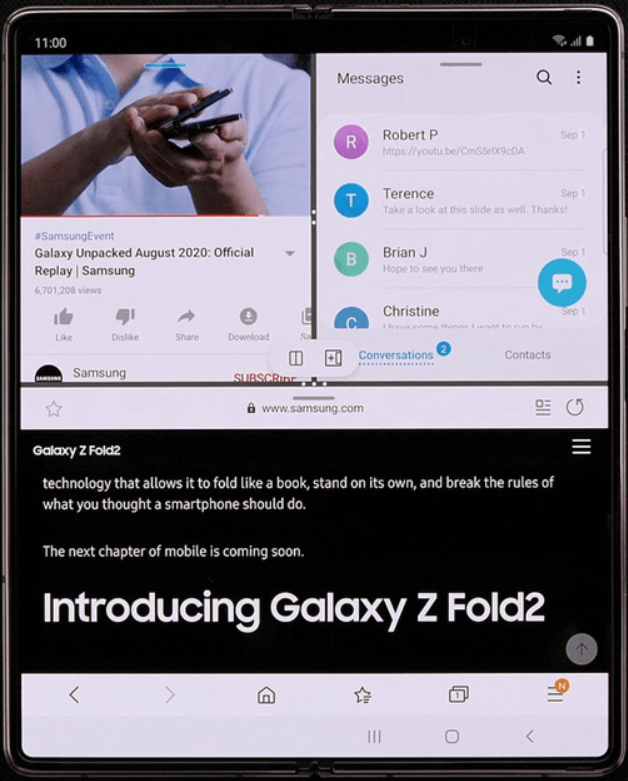 11:00
#SamsungEvent
Galaxy Unpacked August 2020: Official
Replay | Samsung
6,701,208 views
Like
Dislike
Share
Download
SAMSUNG
Samsung
SUBSCRIBE
Messages
R
Robert P
Sep 1
https://youtu.be/CmS5rlX9cDA
T
Terence
Sep 1
Take a look at this slide as well. Thanks!
B
Brian J
Sep 1
Hope to see you there
C
Christine
Sep 1
I have some things I want to run by
Conversations
2
Contacts
www.samsung.com
Galaxy Z Fold2
technology that allows it to fold like a book, stand on its own, and break the rules of
what you thought a smartphone should do.
The next chapter of mobile is coming soon.
Introducing Galaxy Z Fold2
1
N